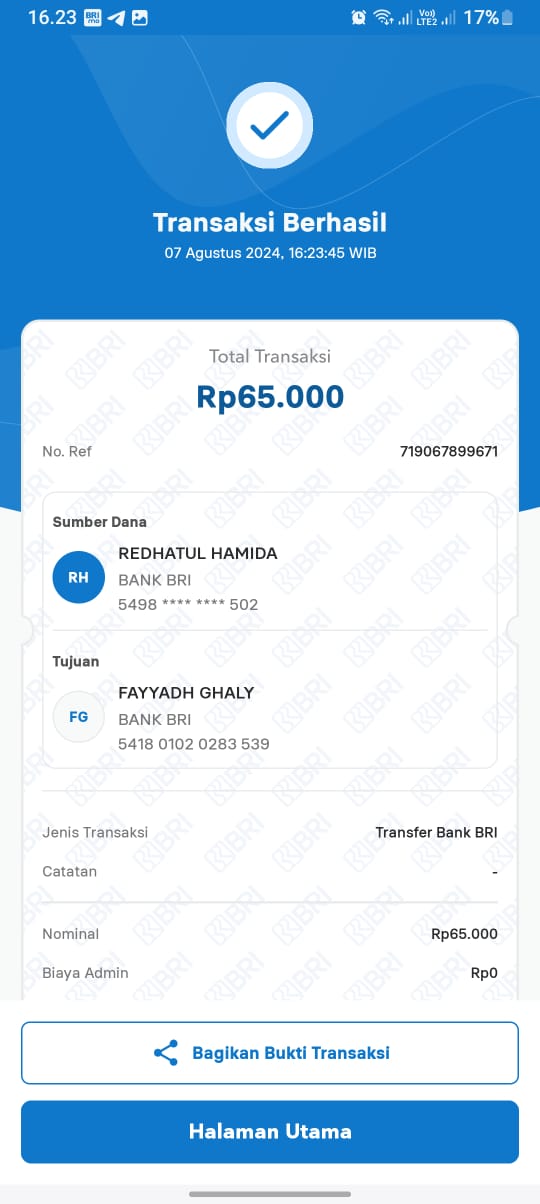 16.23 BRI mo Vo)) LTE2 17%
Transaksi Berhasil
07 Agustus 2024, 16:23:45 WIB
Total Transaksi
Rp65.000
No. Ref 719067899671
Sumber Dana
RH
REDHATUL HAMIDA
BANK BRI
5498 **** **** 502
Tujuan
FG
FAYYADH GHALY
BANK BRI
5418 0102 0283 539
Jenis Transaksi Transfer Bank BRI
Catatan -
Nominal Rp65.000
Biaya Admin Rp0
Bagikan Bukti Transaksi
Halaman Utama